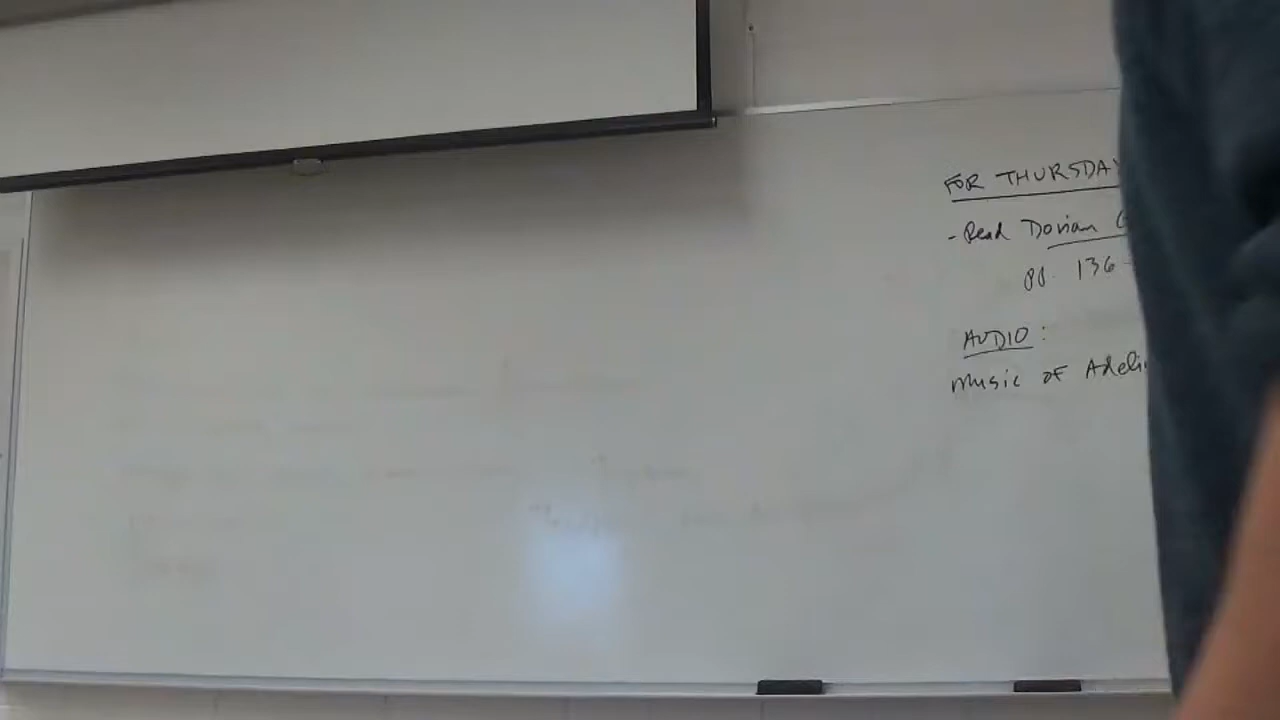 FOR THURSDAY
- Read Dorian G
pp. 136-
AUDIO:
Music of Adeli